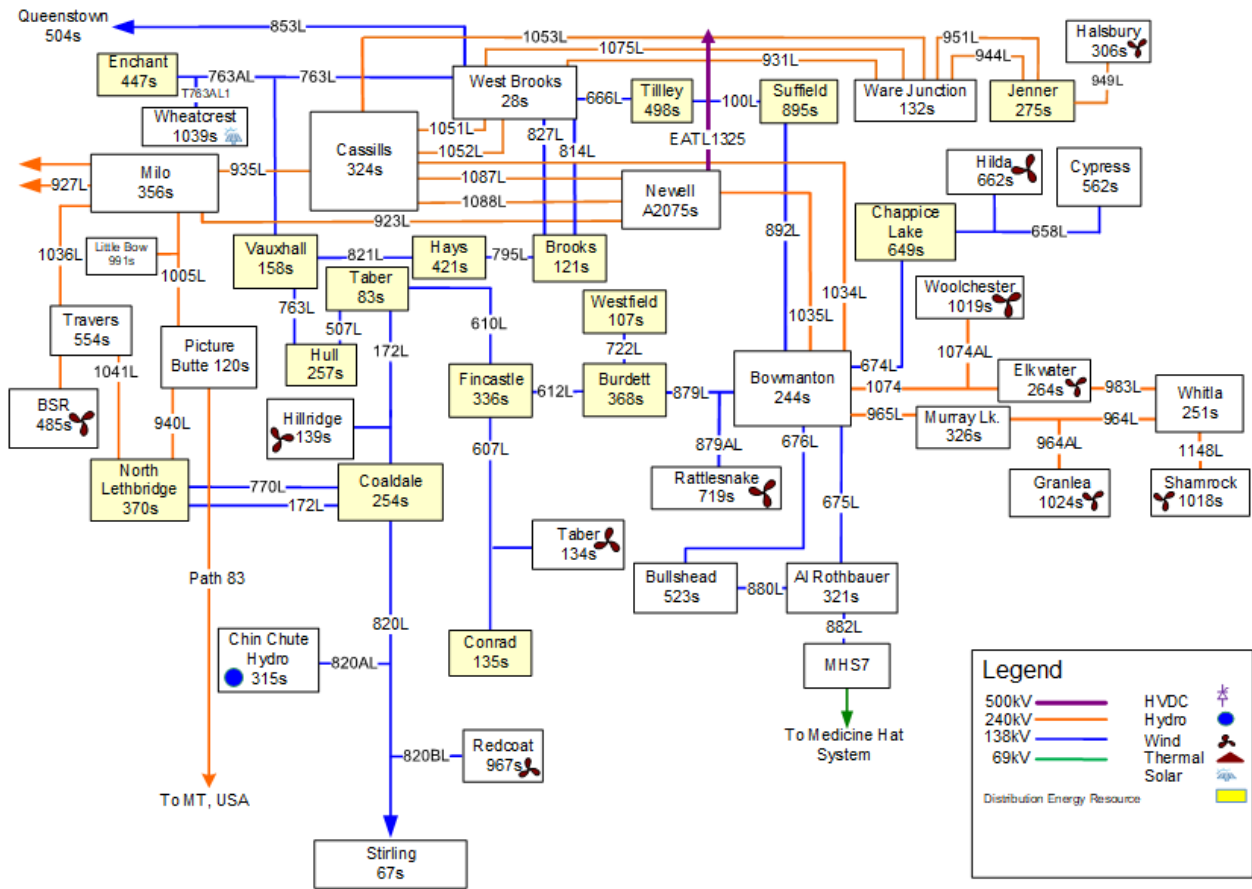 Queenstown
504s
853L
Enchant
447s
763AL
763L
T763AL1
Wheatcrest
1039s
West Brooks
28s
1053L
1075L
931L
951L
944L
Halsbury
306s
949L
Ware Junction
132s
Jenner
275s
666L
Tilley
498s
100L
Suffield
895s
EATL1325
827L
814L
1051L
1052L
Cassills
324s
935L
Milo
356s
927L
1087L
1088L
923L
Newell
A2075s
Hilda
662s
Cypress
562s
Chappice
Lake
649s
658L
892L
1036L
Little Bow
991s
1005L
Vauxhall
158s
821L
Hays
421s
795L
Brooks
121s
Taber
83s
763L
507L
Hull
257s
172L
610L
Westfield
107s
722L
1034L
1035L
Woolchester
1019s
1074AL
Travers
554s
Picture
Butte 120s
1041L
940L
BSR
485s
Hillridge
139s
Fincastle
336s
612L
Burdett
368s
879L
Bowmanton
244s
674L
1074
Elkwater
264s
983L
Whitla
251s
965L
Murray Lk.
326s
964L
964AL
1148L
Granlea
1024s
Shamrock
1018s
607L
879AL
Rattlesnake
719s
676L
675L
North
Lethbridge
370s
770L
172L
Coaldale
254s
Taber
134s
Bullshead
523s
880L
Al Rothbauer
321s
882L
MHS7
To Medicine Hat
System
Path 83
820L
Chin Chute
Hydro
315s
820AL
Conrad
135s
Redcoat
967s
820BL
To MT, USA
Stirling
67s
Legend
500kV
HVDC
240kV
Hydro
138kV
Wind
Thermal
69kV
Solar
Distribution Energy Resource